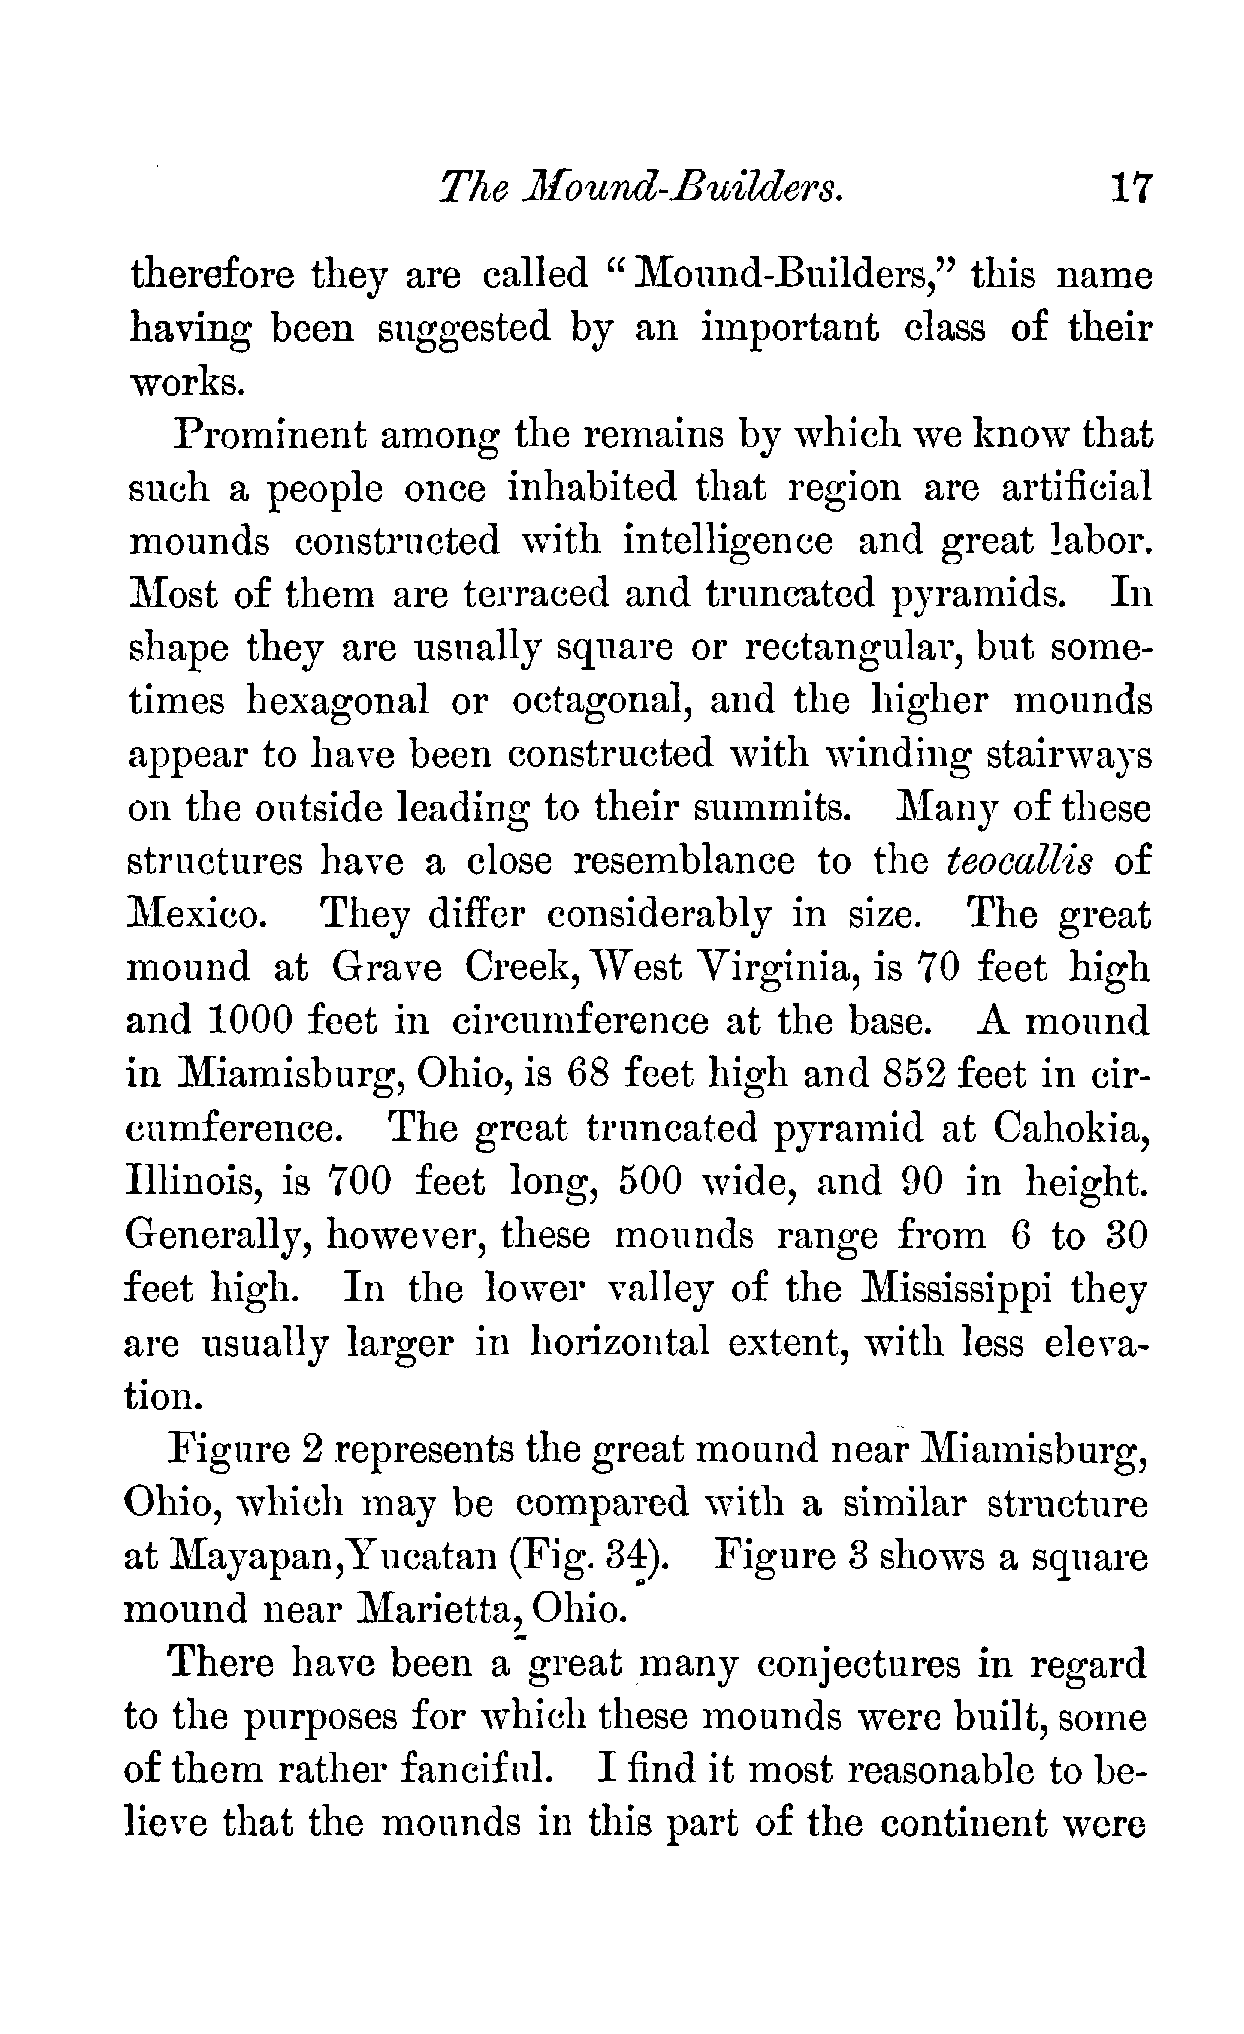 The Mound-Builders. 17
therefore they are called “Mound-Builders,” this name
having been suggested by an important class of their
works.
Prominent among the remains by which we know that
such a people once inhabited that region are artificial
mounds constructed with intelligence and great labor.
Most of them are terraced and truncated pyramids. In
shape they are usually square or rectangular, but some-
times hexagonal or octagonal, and the higher mounds
appear to have been constructed with winding stairways
on the outside leading to their summits. Many of these
structures have a close resemblance to the teocallis of
Mexico. They differ considerably in size. The great
mound at Grave Creek, West Virginia, is 70 feet high
and 1000 feet in circumference at the base. A mound
in Miamisburg, Ohio, is 68 feet high and 852 feet in cir-
cumference. The great truncated pyramid at Cahokia,
Illinois, is 700 feet long, 500 wide, and 90 in height.
Generally, however, these mounds range from 6 to 30
feet high. In the lower valley of the Mississippi they
are usually larger in horizontal extent, with less eleva-
tion.
Figure 2 represents the great mound near Miamisburg,
Ohio, which may be compared with a similar structure
at Mayapan, Yucatan (Fig. 34). Figure 3 shows a square
mound near Marietta, Ohio.
There have been a great many conjectures in regard
to the purposes for which these mounds were built, some
of them rather fanciful. I find it most reasonable to be-
lieve that the mounds in this part of the continent were